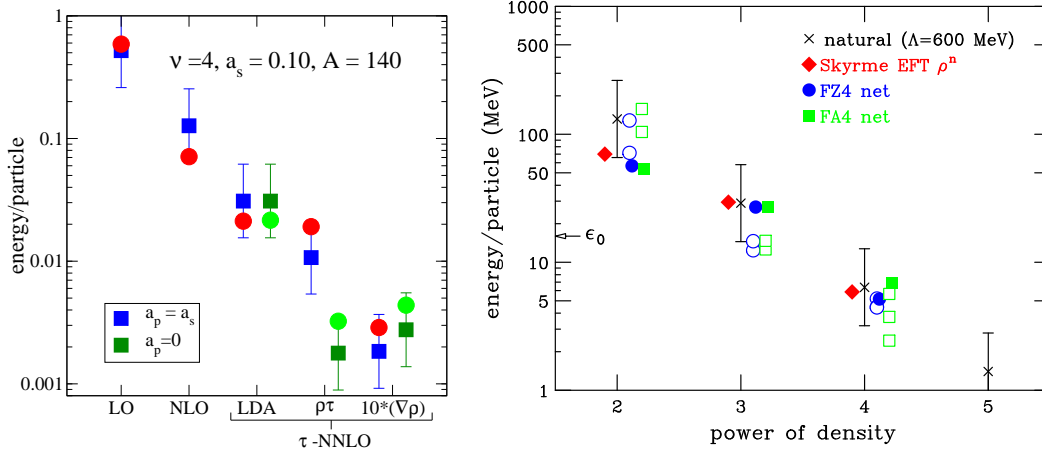 ν=4, a_s = 0.10, A = 140
energy/particle
1
0.1
0.01
0.001
a_p = a_s
a_p=0
LO
NLO
LDA
ρτ
10*(∇ρ)
τ -NNLO
energy/particle (MeV)
1000
500
100
50
10
5
1
× natural (Λ=600 MeV)
Skyrme EFT ρ^n
FZ4 net
FA4 net
ε_0
2 3 4 5
power of density